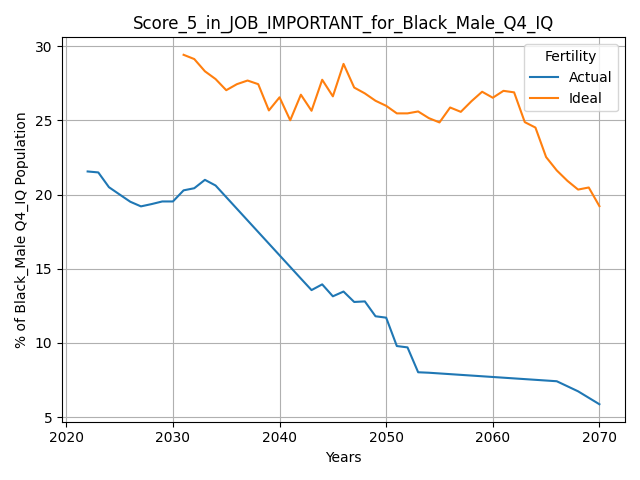 Score_5_in_JOB_IMPORTANT_for_Black_Male_Q4_IQ
Fertility
Actual
Ideal
% of Black_Male Q4_IQ Population
30
25
20
15
10
5
2020 2030 2040 2050 2060 2070
Years